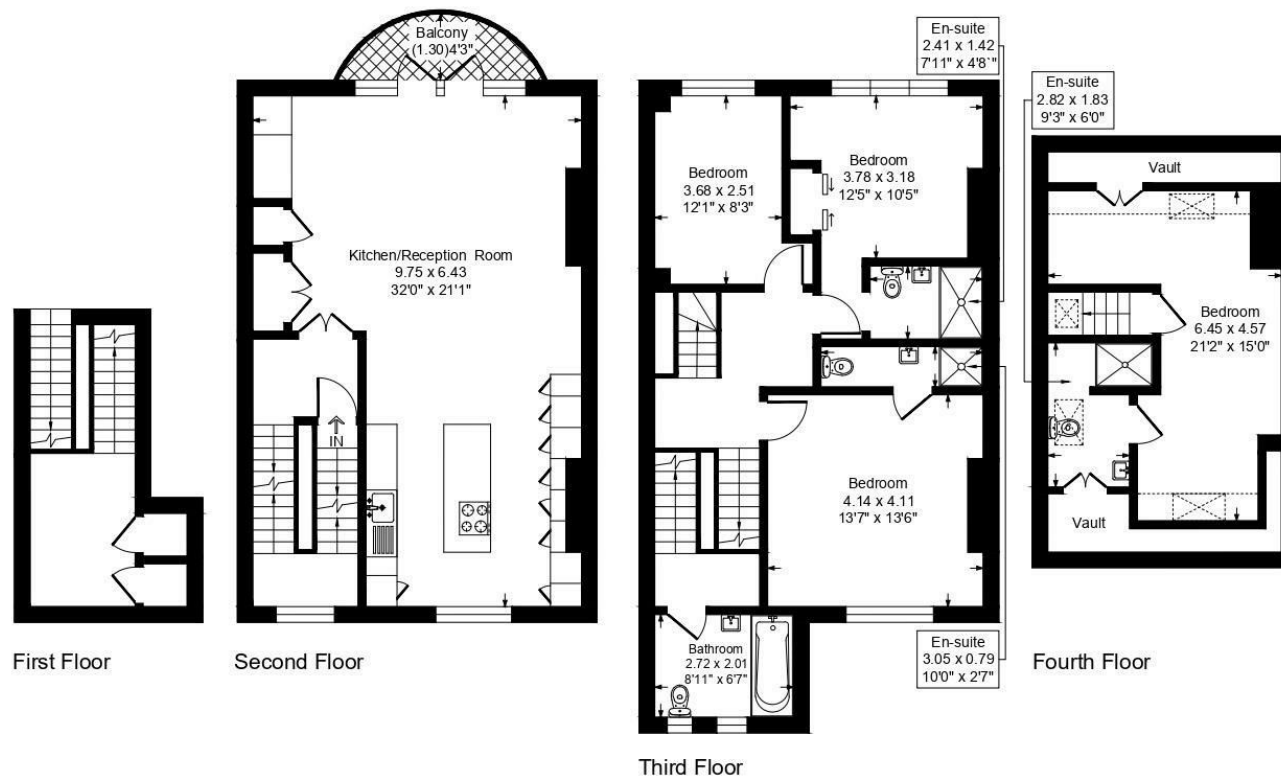 Balcony
(1.30)4'3"
Kitchen/Reception Room
9.75 x 6.43
32'0" x 21'1"
IN
First Floor
Second Floor
En-suite
2.41 x 1.42
7'11" x 4'8"
Bedroom
3.68 x 2.51
12'1" x 8'3"
Bedroom
3.78 x 3.18
12'5" x 10'5"
Bedroom
4.14 x 4.11
13'7" x 13'6"
Bathroom
2.72 x 2.01
8'11" x 6'7"
En-suite
3.05 x 0.79
10'0" x 2'7"
Third Floor
En-suite
2.82 x 1.83
9'3" x 6'0"
Vault
Bedroom
6.45 x 4.57
21'2" x 15'0"
Vault
Fourth Floor